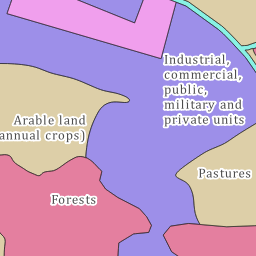 Industrial,
commercial,
public,
military and
private units
Arable land
annual crops)
Pastures
Forests